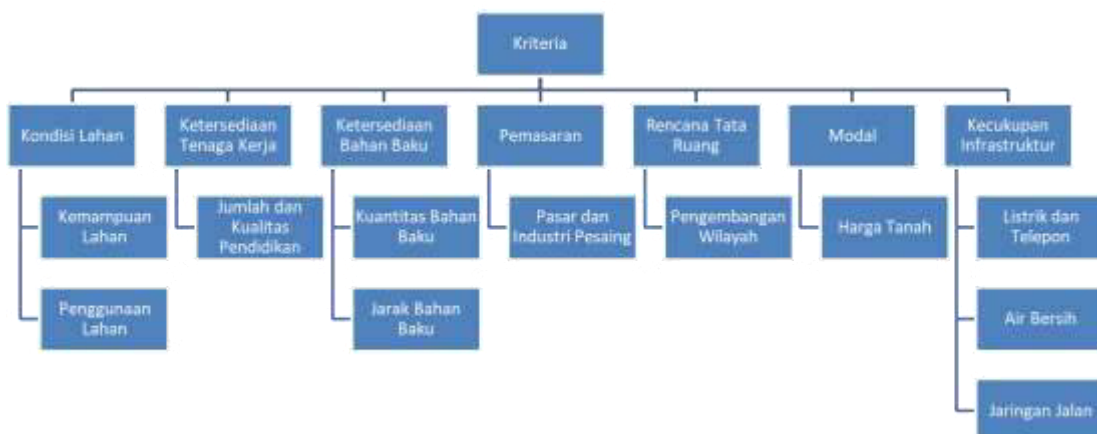 Kriteria
Kondisi Lahan
Ketersediaan
Tenaga Kerja
Ketersediaan
Bahan Baku
Pemasaran
Rencana Tata
Ruang
Modal
Kecukupan
Infrastruktur
Kemampuan
Lahan
Jumlah dan
Kualitas
Pendidikan
Kuantitas Bahan
Baku
Pasar dan
Industri Pesaing
Pengembangan
Wilayah
Harga Tanah
Listrik dan
Telepon
Penggunaan
Lahan
Jarak Bahan
Baku
Air Bersih
Jaringan Jalan